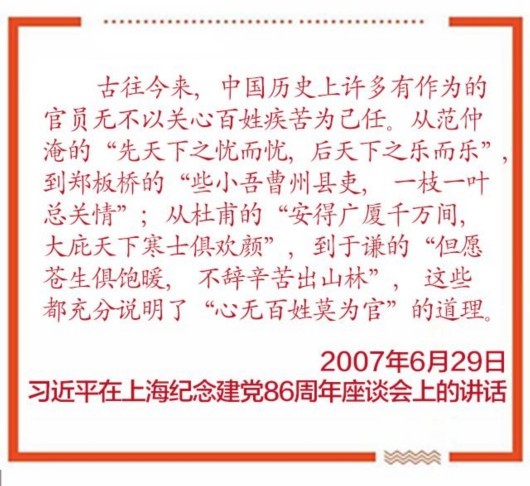 古往今来，中国历史上许多有作为的
官员无不以关心百姓疾苦为己任。从范仲
淹的“先天下之忧而忧，后天下之乐而乐”，
到郑板桥的“些小吾曹州县吏，一枝一叶
总关情”；从杜甫的“安得广厦千万间，
大庇天下寒士俱欢颜”，到于谦的“但愿
苍生俱饱暖，不辞辛苦出山林”，这些
都充分说明了“心无百姓莫为官”的道理。
2007年6月29日
习近平在上海纪念建党86周年座谈会上的讲话